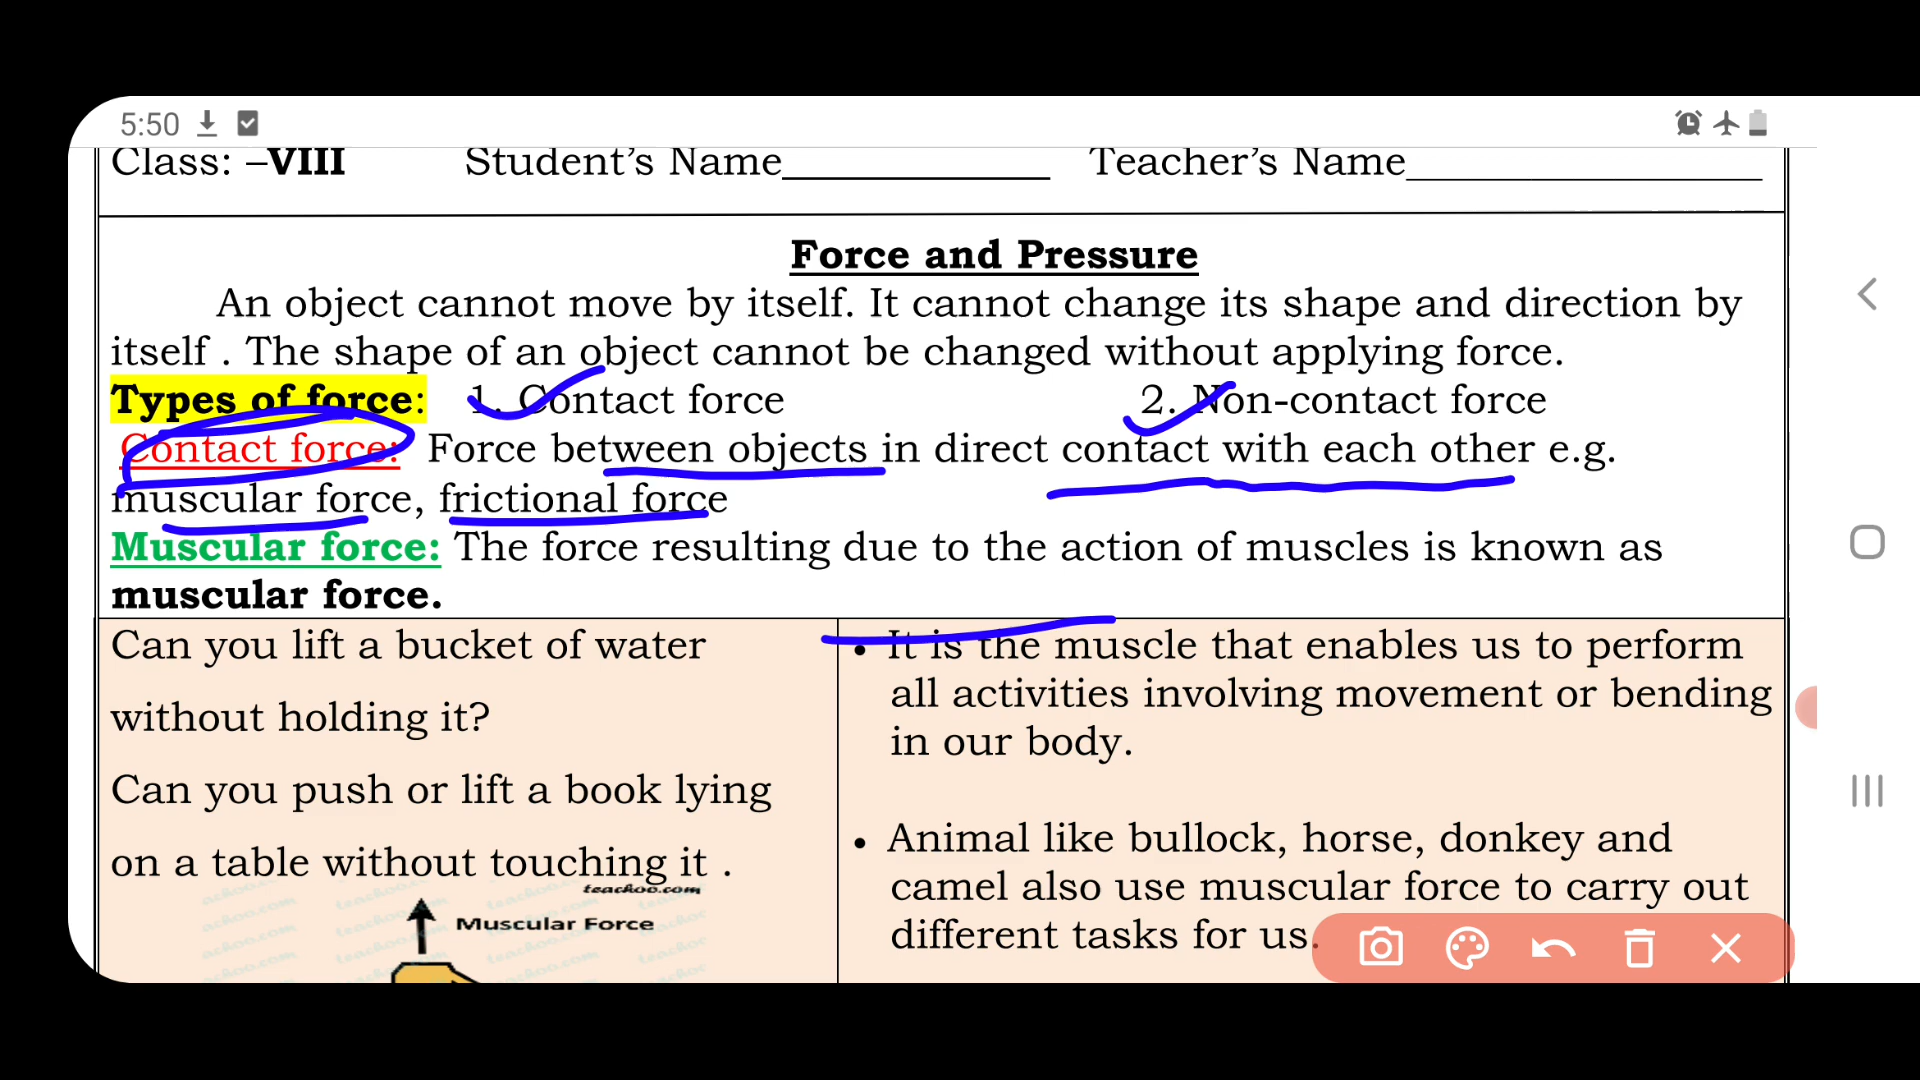 5:50
Class: –VIII Student's Name____________ Teacher's Name________________
Force and Pressure
An object cannot move by itself. It cannot change its shape and direction by
itself . The shape of an object cannot be changed without applying force.
Types of force: 1. Contact force 2. Non-contact force
Contact force: Force between objects in direct contact with each other e.g.
muscular force, frictional force
Muscular force: The force resulting due to the action of muscles is known as
muscular force.
Can you lift a bucket of water
without holding it?
Can you push or lift a book lying
on a table without touching it .
teachoo.com
Muscular Force
• It is the muscle that enables us to perform
all activities involving movement or bending
in our body.
• Animal like bullock, horse, donkey and
camel also use muscular force to carry out
different tasks for us.